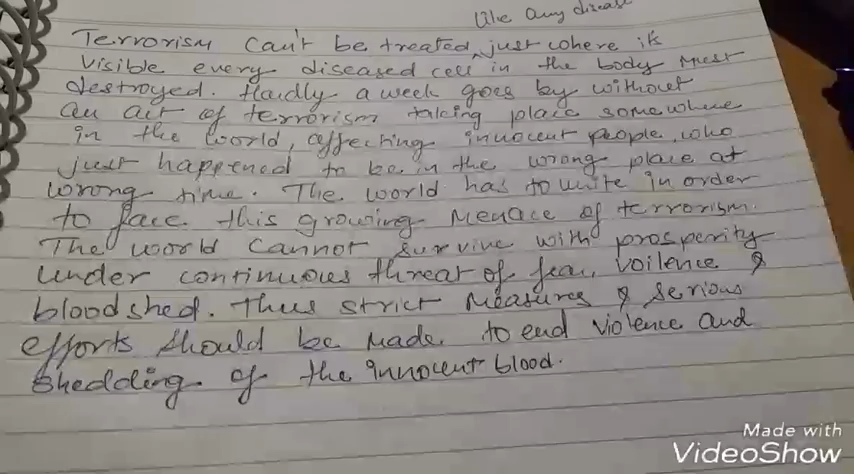 like any disease
Terrorism can't be treated ^ just where its
visible every diseased cell in the body must
destroyed. Hardly a week goes by without
an act of terrorism taking place somewhere
in the world, affecting innocent people, who
just happened to be in the wrong place at
wrong time. The world has to unite in order
to face this growing menace of terrorism.
The world cannot survive with prosperity
under continuous threat of fear, voilence &
bloodshed. Thus strict measures & serious
efforts should be made to end violence and
shedding of the innocent blood.
Made with
VideoShow